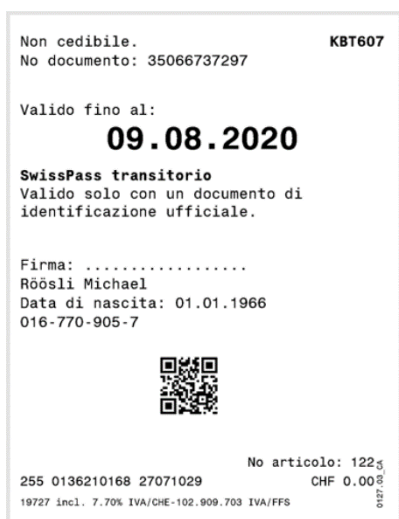 Non cedibile. KBT607
No documento: 35066737297
Valido fino al:
09.08.2020
SwissPass transitorio
Valido solo con un documento di
identificazione ufficiale.
Firma: ..................
Röösli Michael
Data di nascita: 01.01.1966
016-770-905-7
No articolo: 122
255 0136210168 27071029 CHF 0.00
19727 incl. 7.70% IVA/CHE-102.909.703 IVA/FFS
0127.03_CA